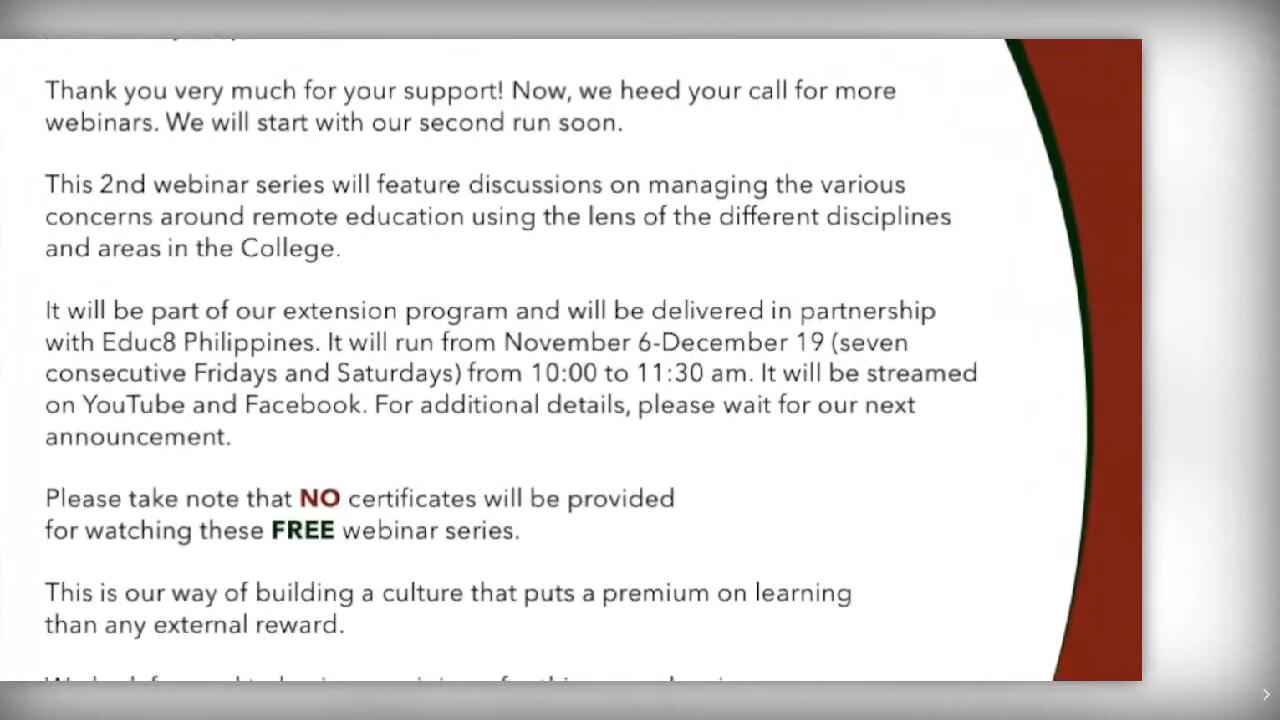 Thank you very much for your support! Now, we heed your call for more
webinars. We will start with our second run soon.
This 2nd webinar series will feature discussions on managing the various
concerns around remote education using the lens of the different disciplines
and areas in the College.
It will be part of our extension program and will be delivered in partnership
with Educ8 Philippines. It will run from November 6-December 19 (seven
consecutive Fridays and Saturdays) from 10:00 to 11:30 am. It will be streamed
on YouTube and Facebook. For additional details, please wait for our next
announcement.
Please take note that NO certificates will be provided
for watching these FREE webinar series.
This is our way of building a culture that puts a premium on learning
than any external reward.